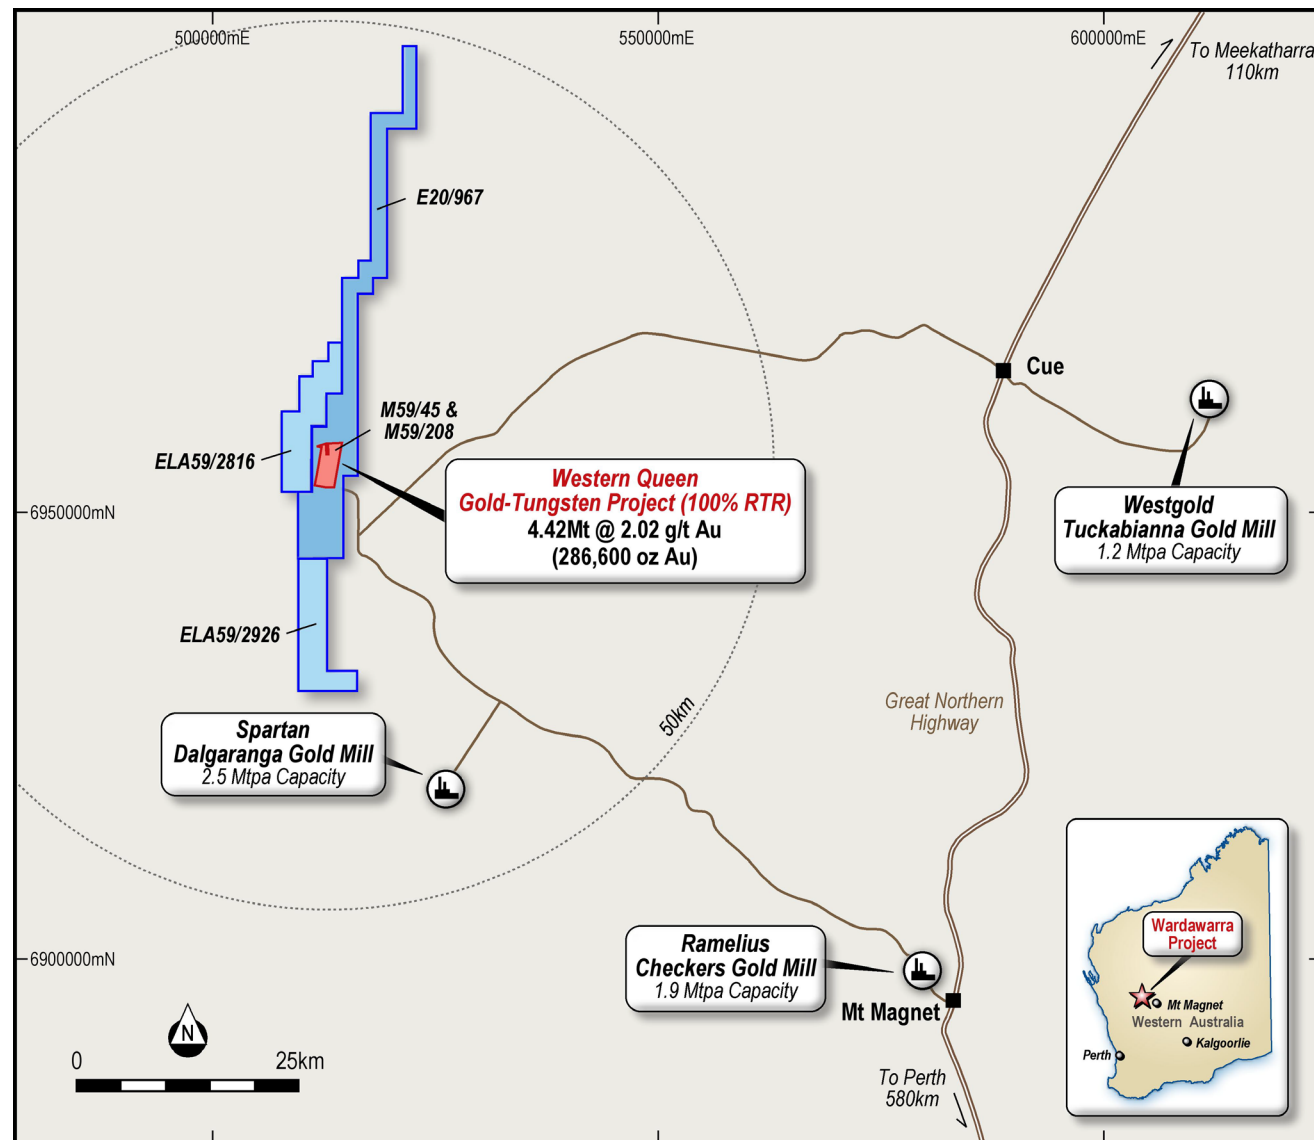 500000mE
550000mE
600000mE
To Meekatharra
110km
E20/967
Cue
M59/45 &
M59/208
ELA59/2816
Western Queen
Gold-Tungsten Project (100% RTR)
4.42Mt @ 2.02 g/t Au
(286,600 oz Au)
Westgold
Tuckabianna Gold Mill
1.2 Mtpa Capacity
6950000mN
ELA59/2926
50km
Great Northern
Highway
Spartan
Dalgaranga Gold Mill
2.5 Mtpa Capacity
Ramelius
Checkers Gold Mill
1.9 Mtpa Capacity
6900000mN
Mt Magnet
Wardawarra
Project
Mt Magnet
Western Australia
Kalgoorlie
Perth
N
0
25km
To Perth
580km